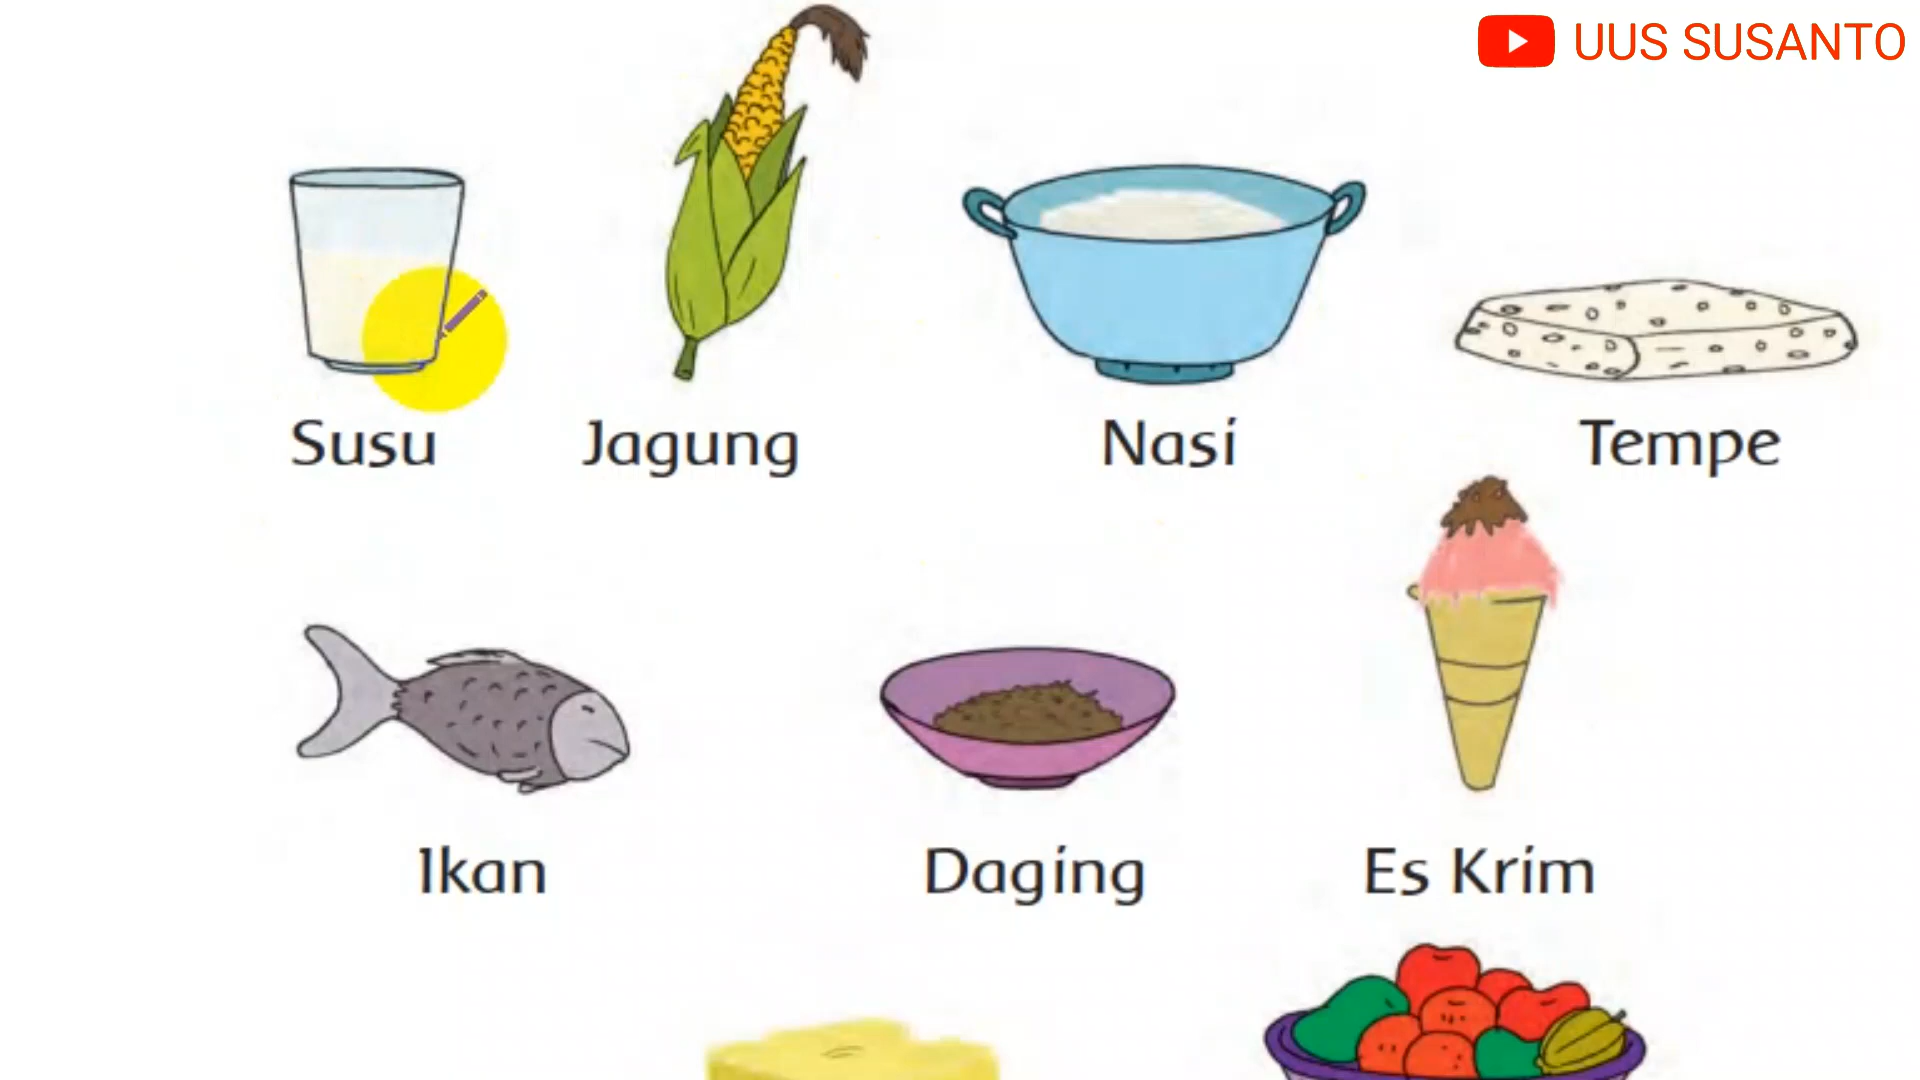 UUS SUSANTO
Susu
Jagung
Nasi
Tempe
Ikan
Daging
Es Krim